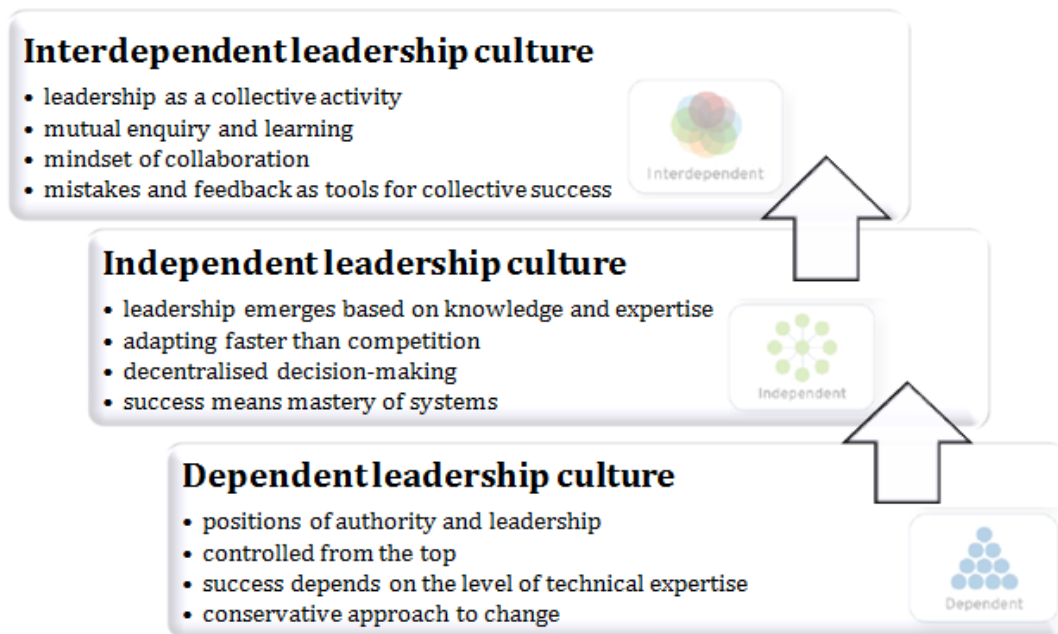 Interdependent leadership culture
• leadership as a collective activity
• mutual enquiry and learning
• mindset of collaboration
• mistakes and feedback as tools for collective success
Interdependent
Independent leadership culture
• leadership emerges based on knowledge and expertise
• adapting faster than competition
• decentralised decision-making
• success means mastery of systems
Independent
Dependent leadership culture
• positions of authority and leadership
• controlled from the top
• success depends on the level of technical expertise
• conservative approach to change
Dependent